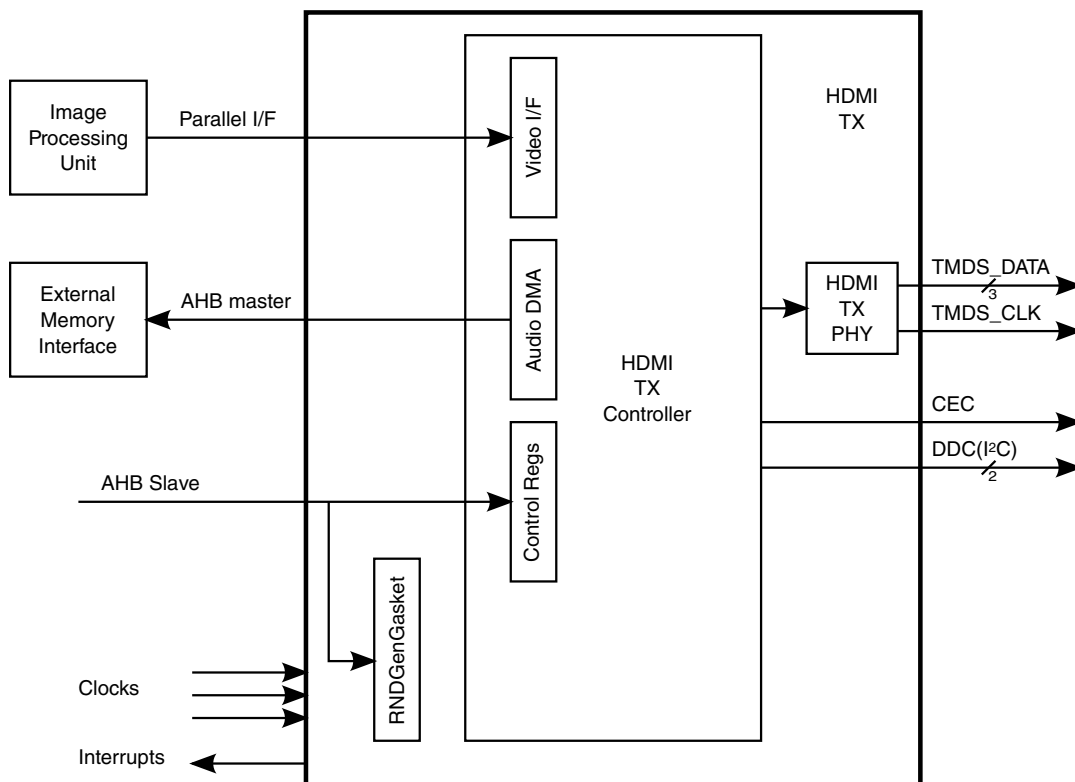 Image
Processing
Unit
Parallel I/F
Video I/F
HDMI
TX
External
Memory
Interface
AHB master
Audio DMA
HDMI
TX
Controller
HDMI
TX
PHY
TMDS_DATA
3
TMDS_CLK
CEC
DDC(I²C)
2
AHB Slave
Control Regs
RNDGenGasket
Clocks
Interrupts